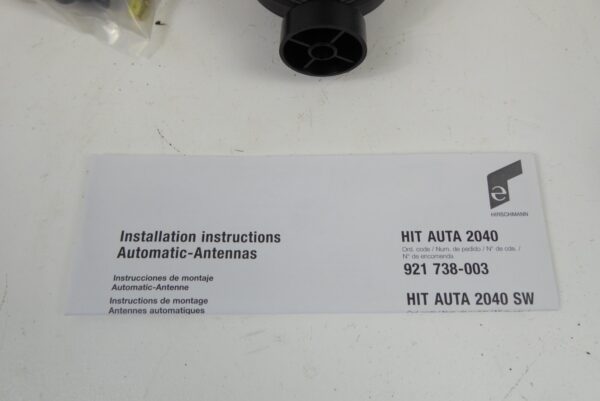 HIRSCHMANN
Installation instructions
Automatic-Antennas
Instrucciones de montaje
Automatic-Antenne
Instructions de montage
Antennes automatiques
HIT AUTA 2040
Ord. code / Num. de pedido / N° de cde. /
N° de encomenda
921 738-003
HIT AUTA 2040 SW